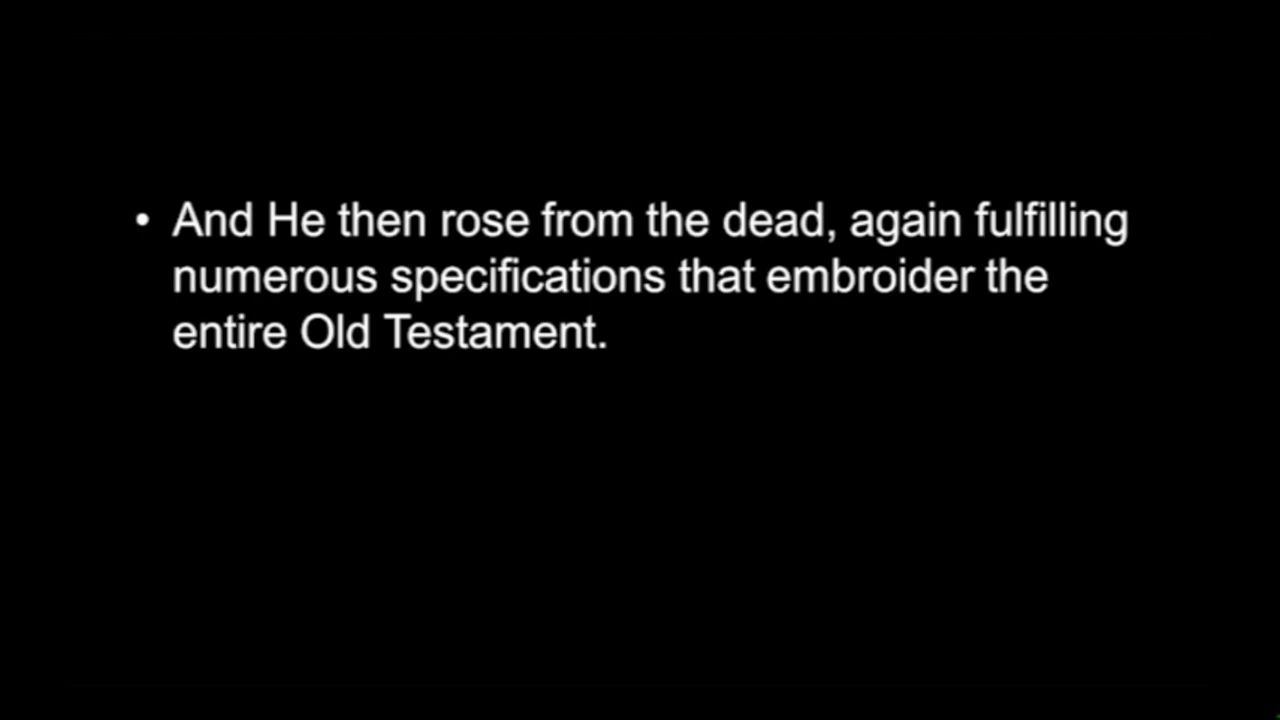 • And He then rose from the dead, again fulfilling
numerous specifications that embroider the
entire Old Testament.